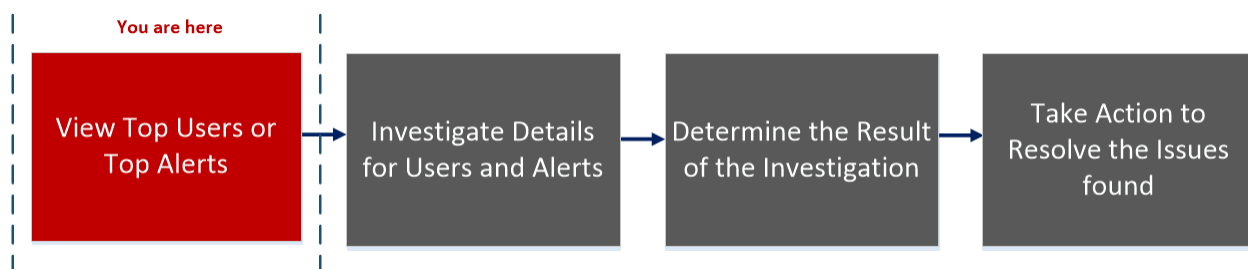 You are here
View Top Users or
Top Alerts
Investigate Details
for Users and Alerts
Determine the Result
of the Investigation
Take Action to
Resolve the Issues
found